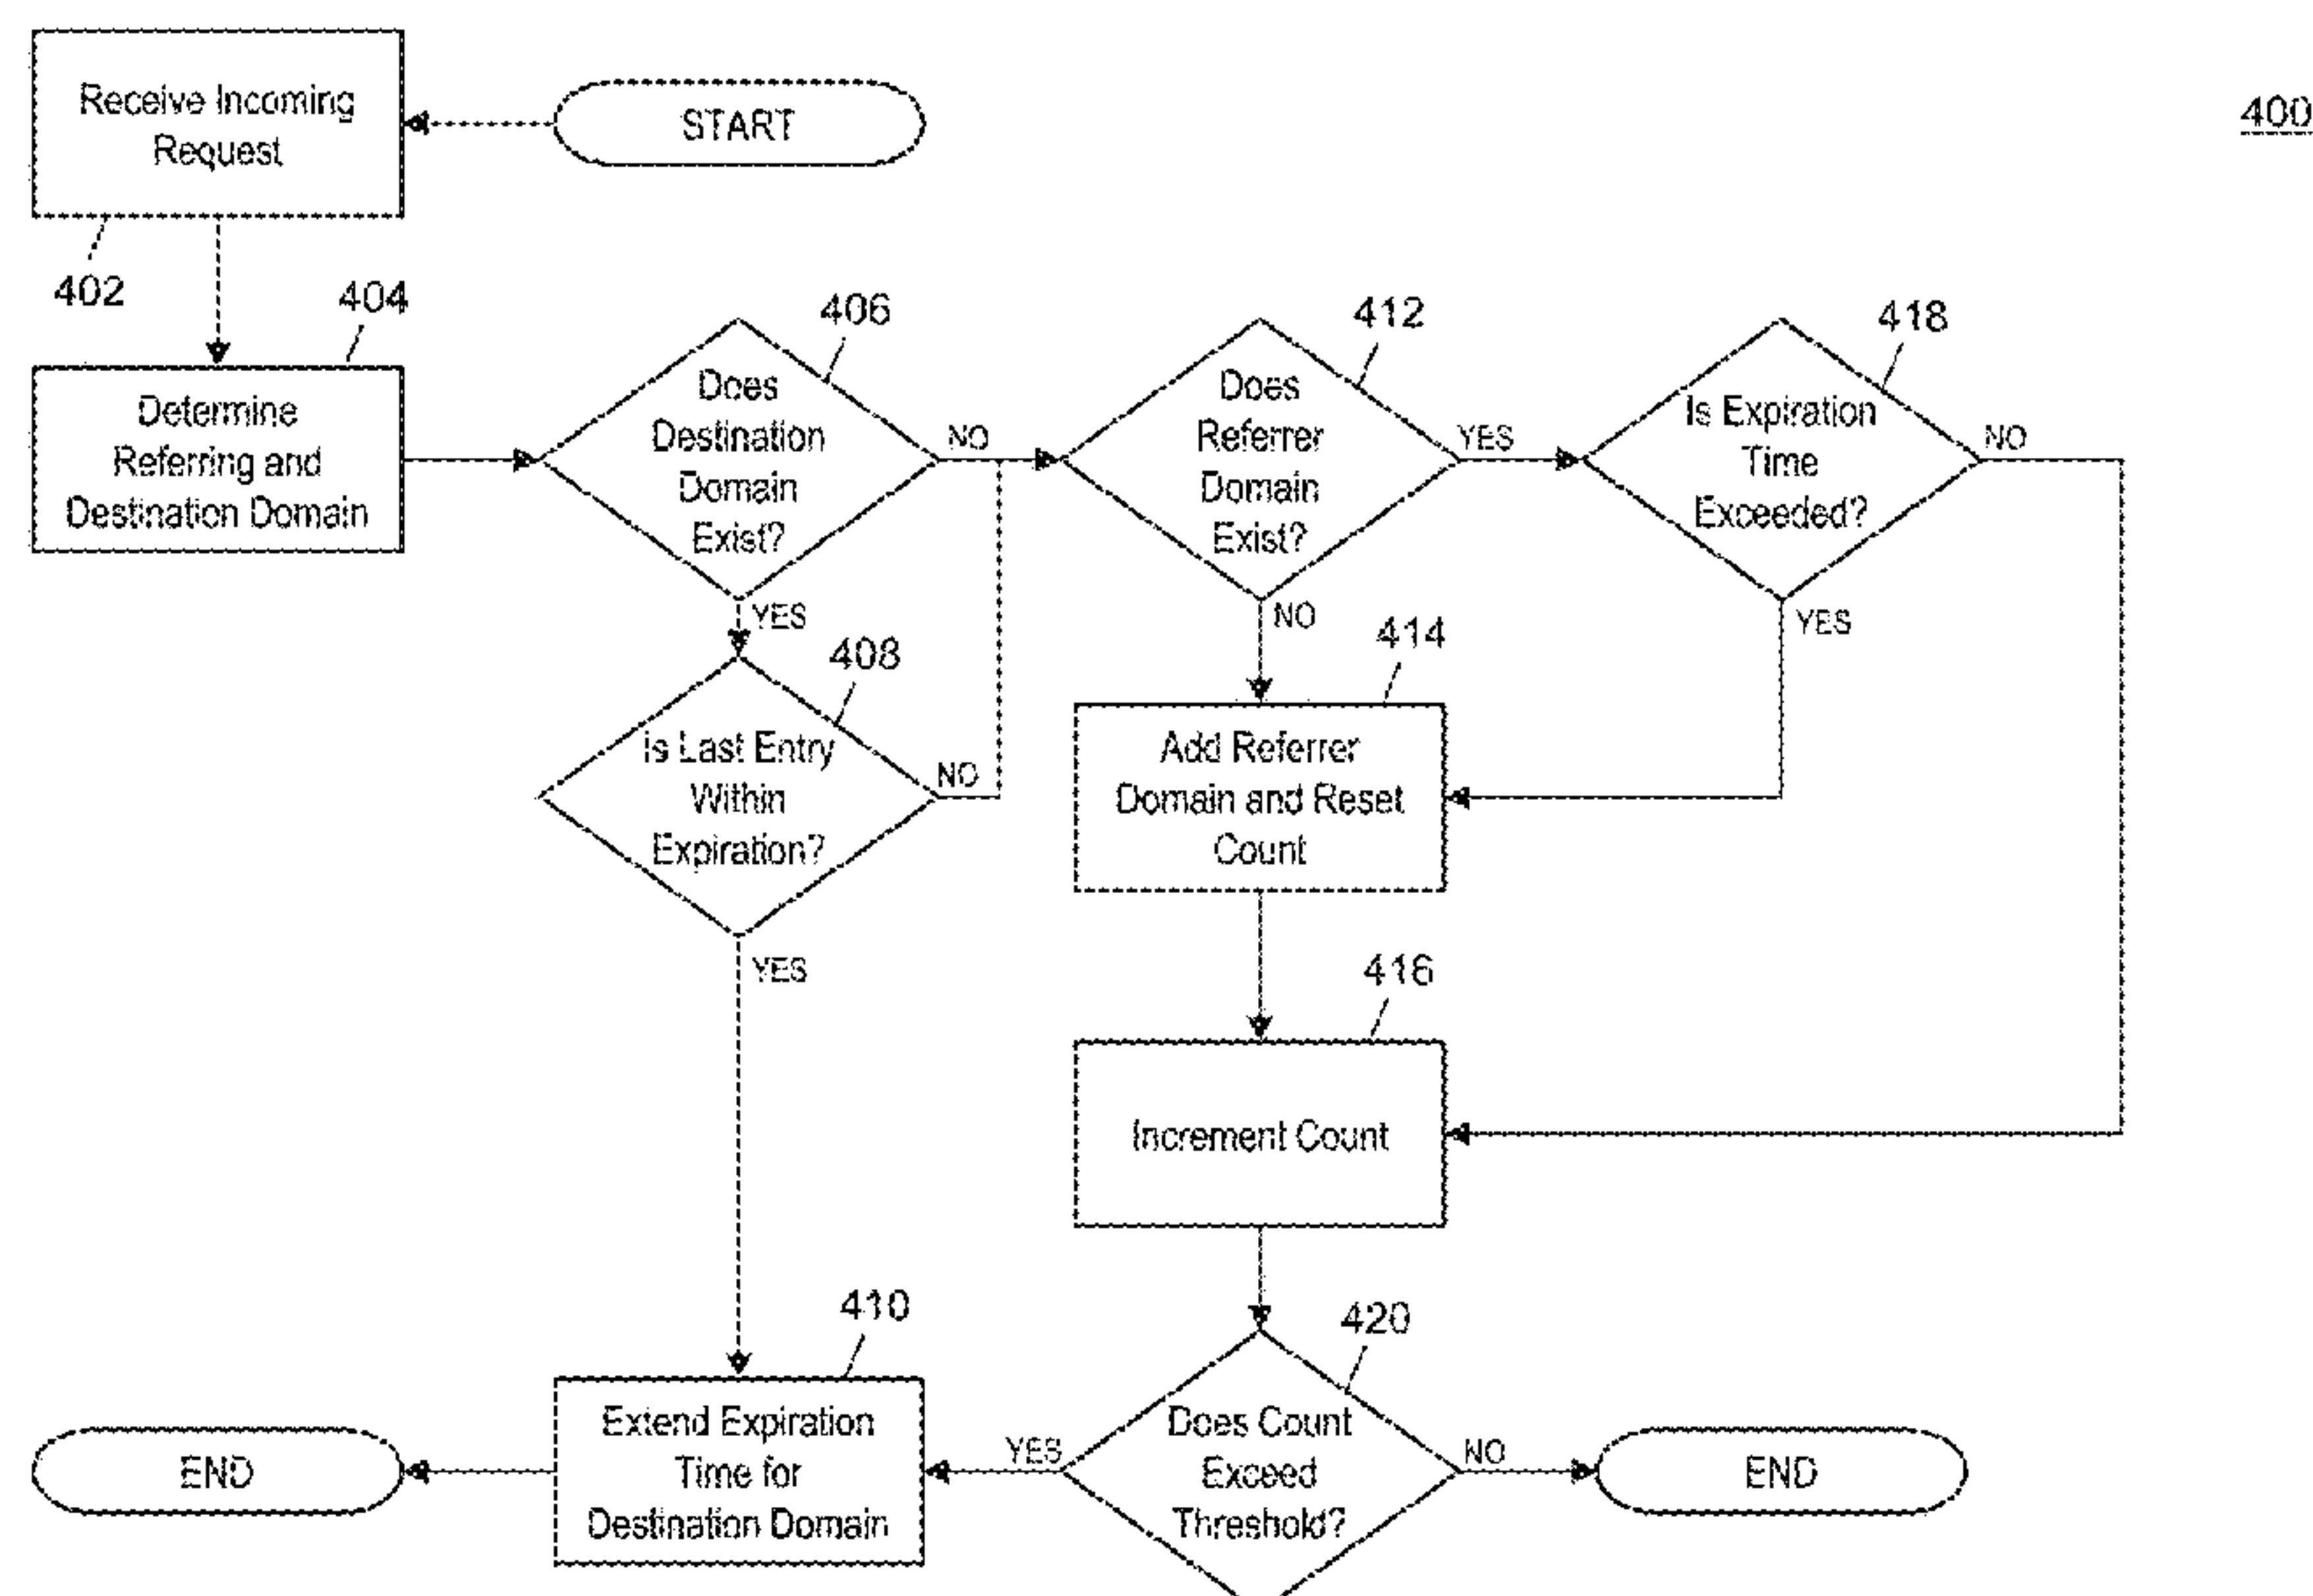 Receive Incoming
Request
START
400
402
404
Determine
Referring and
Destination Domain
406
Does
Destination
Domain
Exist?
NO
YES
412
Does
Referrer
Domain
Exist?
YES
NO
418
Is Expiration
Time
Exceeded?
NO
YES
408
Is Last Entry
Within
Expiration?
NO
YES
414
Add Referrer
Domain and Reset
Count
416
Increment Count
410
Extend Expiration
Time for
Destination Domain
END
420
Does Count
Exceed
Threshold?
YES
NO
END